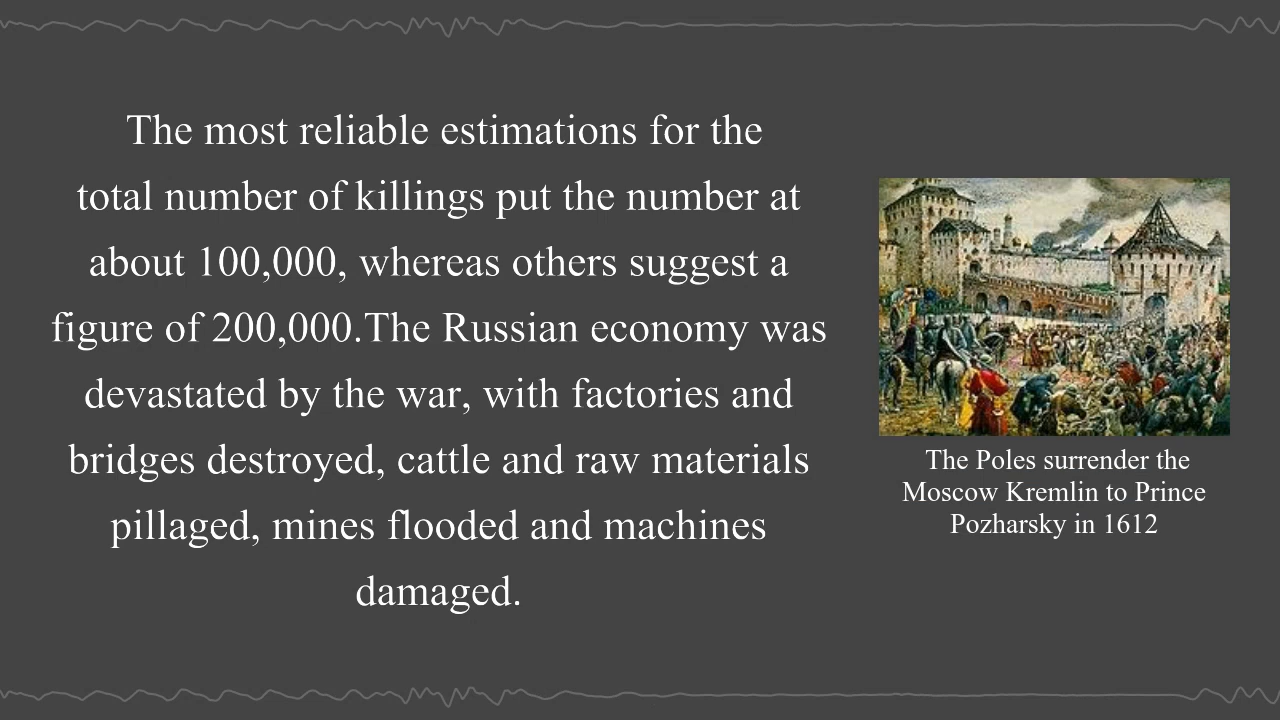 The most reliable estimations for the
total number of killings put the number at
about 100,000, whereas others suggest a
figure of 200,000.The Russian economy was
devastated by the war, with factories and
bridges destroyed, cattle and raw materials
pillaged, mines flooded and machines
damaged.
The Poles surrender the
Moscow Kremlin to Prince
Pozharsky in 1612